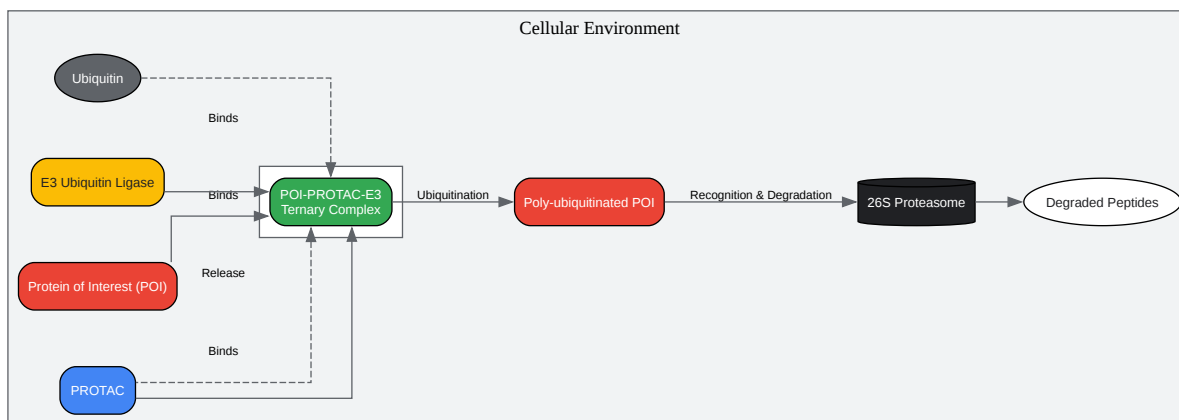 Cellular Environment
Ubiquitin
Binds
E3 Ubiquitin Ligase
Binds
POI-PROTAC-E3
Ternary Complex
Ubiquitination
Poly-ubiquitinated POI
Recognition & Degradation
26S Proteasome
Degraded Peptides
Release
Protein of Interest (POI)
Binds
PROTAC